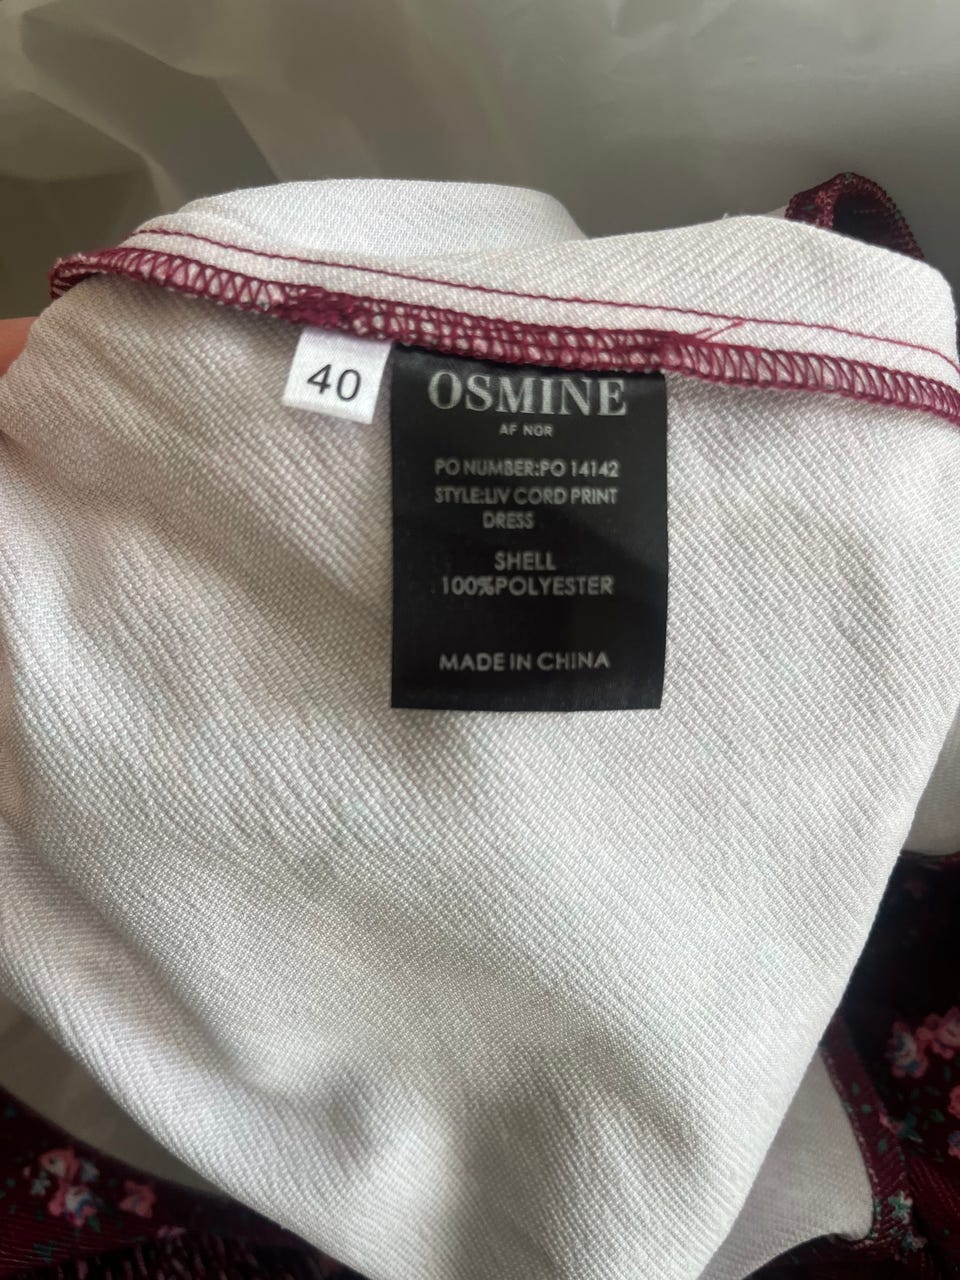 40
OSMINE
AF NOR
PO NUMBER:PO 14142
STYLE:LIV CORD PRINT
DRESS
SHELL
100%POLYESTER
MADE IN CHINA